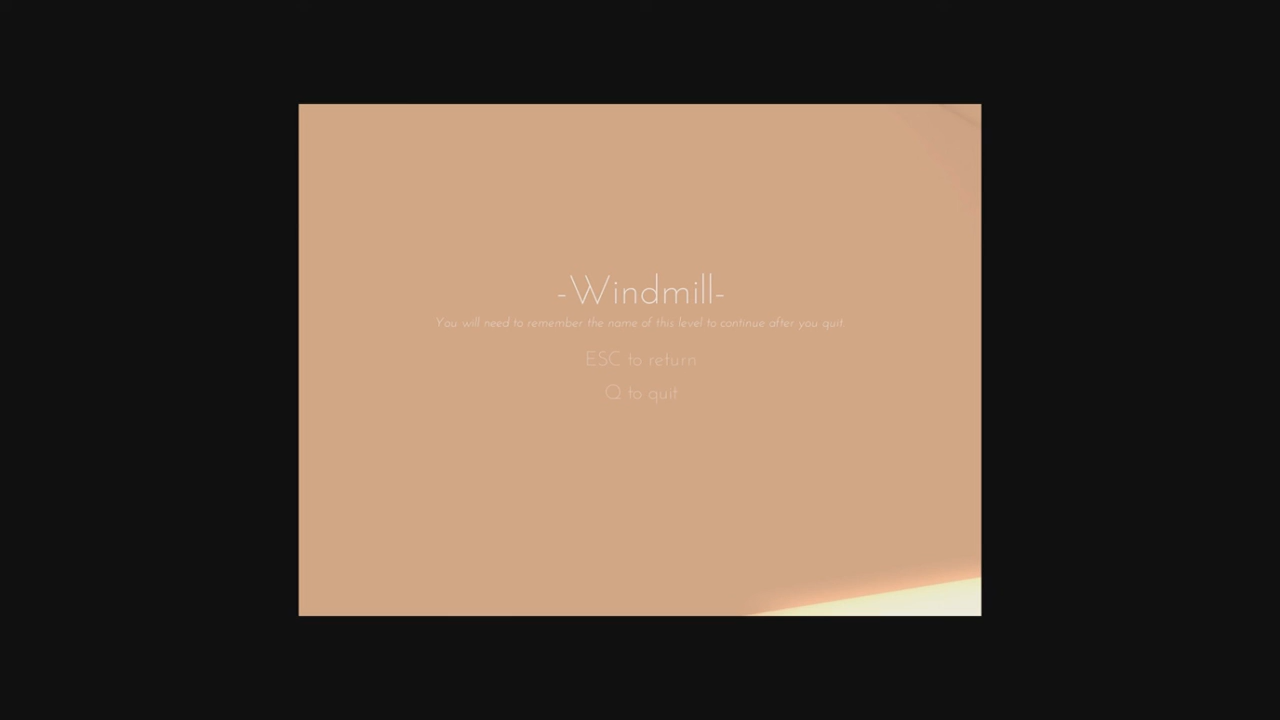 -Windmill-
You will need to remember the name of this level to continue after you quit.
ESC to return
Q to quit